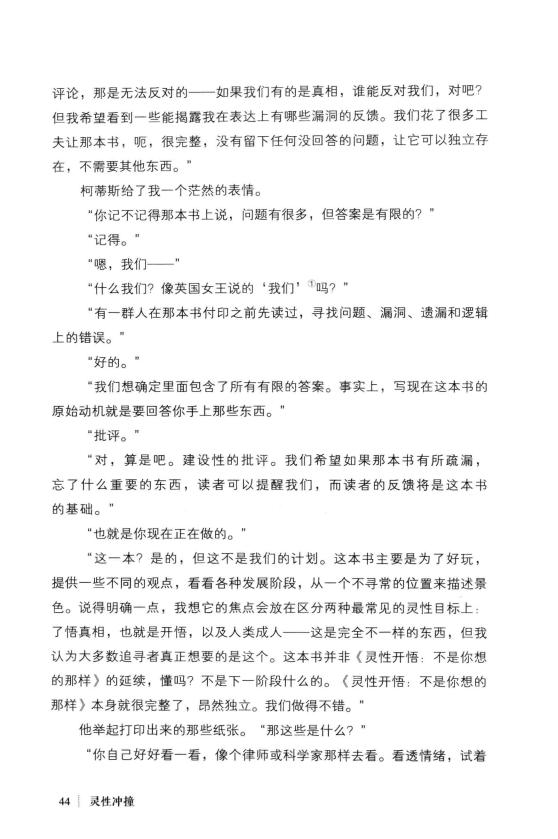 评论，那是无法反对的——如果我们有的是真相，谁能反对我们，对吧？
但我希望看到一些能揭露我在表达上有哪些漏洞的反馈。我们花了很多工
夫让那本书，呃，很完整，没有留下任何没回答的问题，让它可以独立存
在，不需要其他东西。”
柯蒂斯给了我一个茫然的表情。
“你记不记得那本书上说，问题有很多，但答案是有限的？”
“记得。”
“嗯，我们——”
“什么我们？像英国女王说的‘我们’①吗？”
“有一群人在那本书付印之前先读过，寻找问题、漏洞、遗漏和逻辑
上的错误。”
“好的。”
“我们想确定里面包含了所有有限的答案。事实上，写现在这本书的
原始动机就是要回答你手上那些东西。”
“批评。”
“对，算是吧。建设性的批评。我们希望如果那本书有所疏漏，
忘了什么重要的东西，读者可以提醒我们，而读者的反馈将是这本书
的基础。”
“也就是你现在正在做的。”
“这一本？是的，但这不是我们的计划。这本书主要是为了好玩，
提供一些不同的观点，看看各种发展阶段，从一个不寻常的位置来描述景
色。说得明确一点，我想它的焦点会放在区分两种最常见的灵性目标上：
了悟真相，也就是开悟，以及人类成人——这是完全不一样的东西，但我
认为大多数追寻者真正想要的是这个。这本书并非《灵性开悟：不是你想
的那样》的延续，懂吗？不是下一阶段什么的。《灵性开悟：不是你想的
那样》本身就很完整了，昂然独立。我们做得不错。”
他举起打印出来的那些纸张。“那这些是什么？”
“你自己好好看一看，像个律师或科学家那样去看。看透情绪，试着
44 灵性冲撞